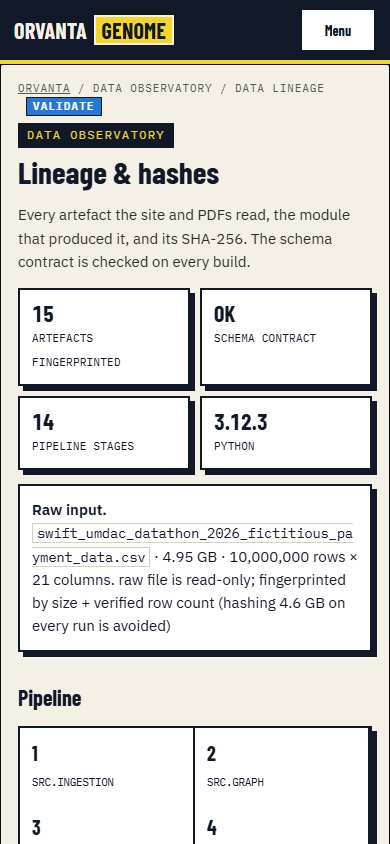 ORVANTA GENOME
Menu
ORVANTA / DATA OBSERVATORY / DATA LINEAGE
VALIDATE
DATA OBSERVATORY
Lineage & hashes
Every artefact the site and PDFs read, the module
that produced it, and its SHA-256. The schema
contract is checked on every build.
15
ARTEFACTS
FINGERPRINTED
OK
SCHEMA CONTRACT
14
PIPELINE STAGES
3.12.3
PYTHON
Raw input.
swift_umdac_datathon_2026_fictitious_pa
yment_data.csv · 4.95 GB · 10,000,000 rows ×
21 columns. raw file is read-only; fingerprinted
by size + verified row count (hashing 4.6 GB on
every run is avoided)
Pipeline
1
SRC.INGESTION
2
SRC.GRAPH
3
4